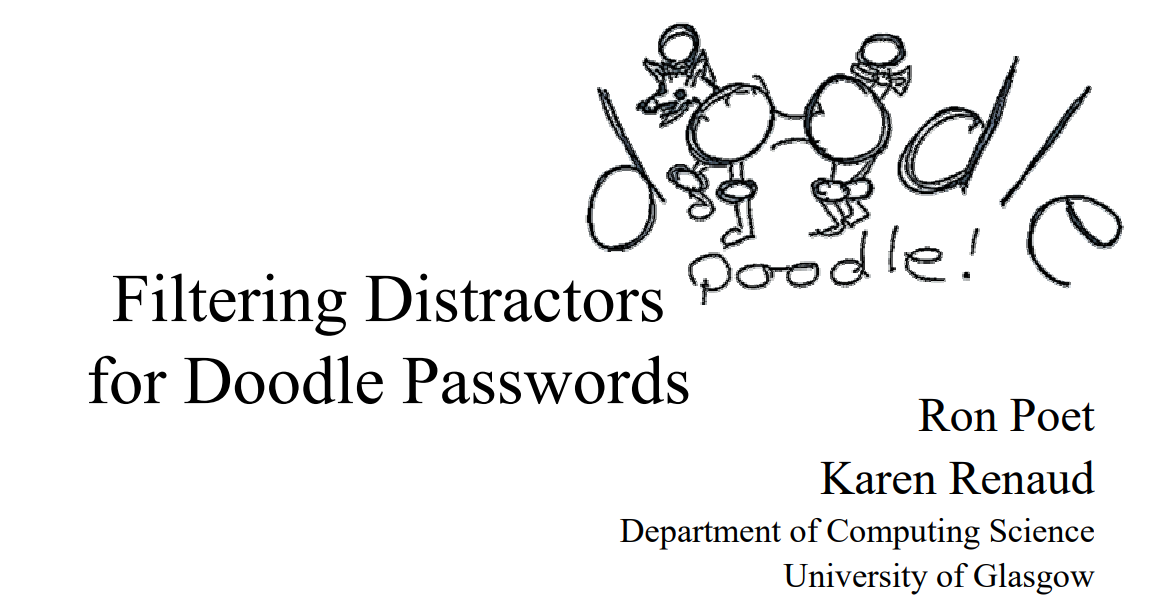 doodle
poodle!
Filtering Distractors
for Doodle Passwords
Ron Poet
Karen Renaud
Department of Computing Science
University of Glasgow